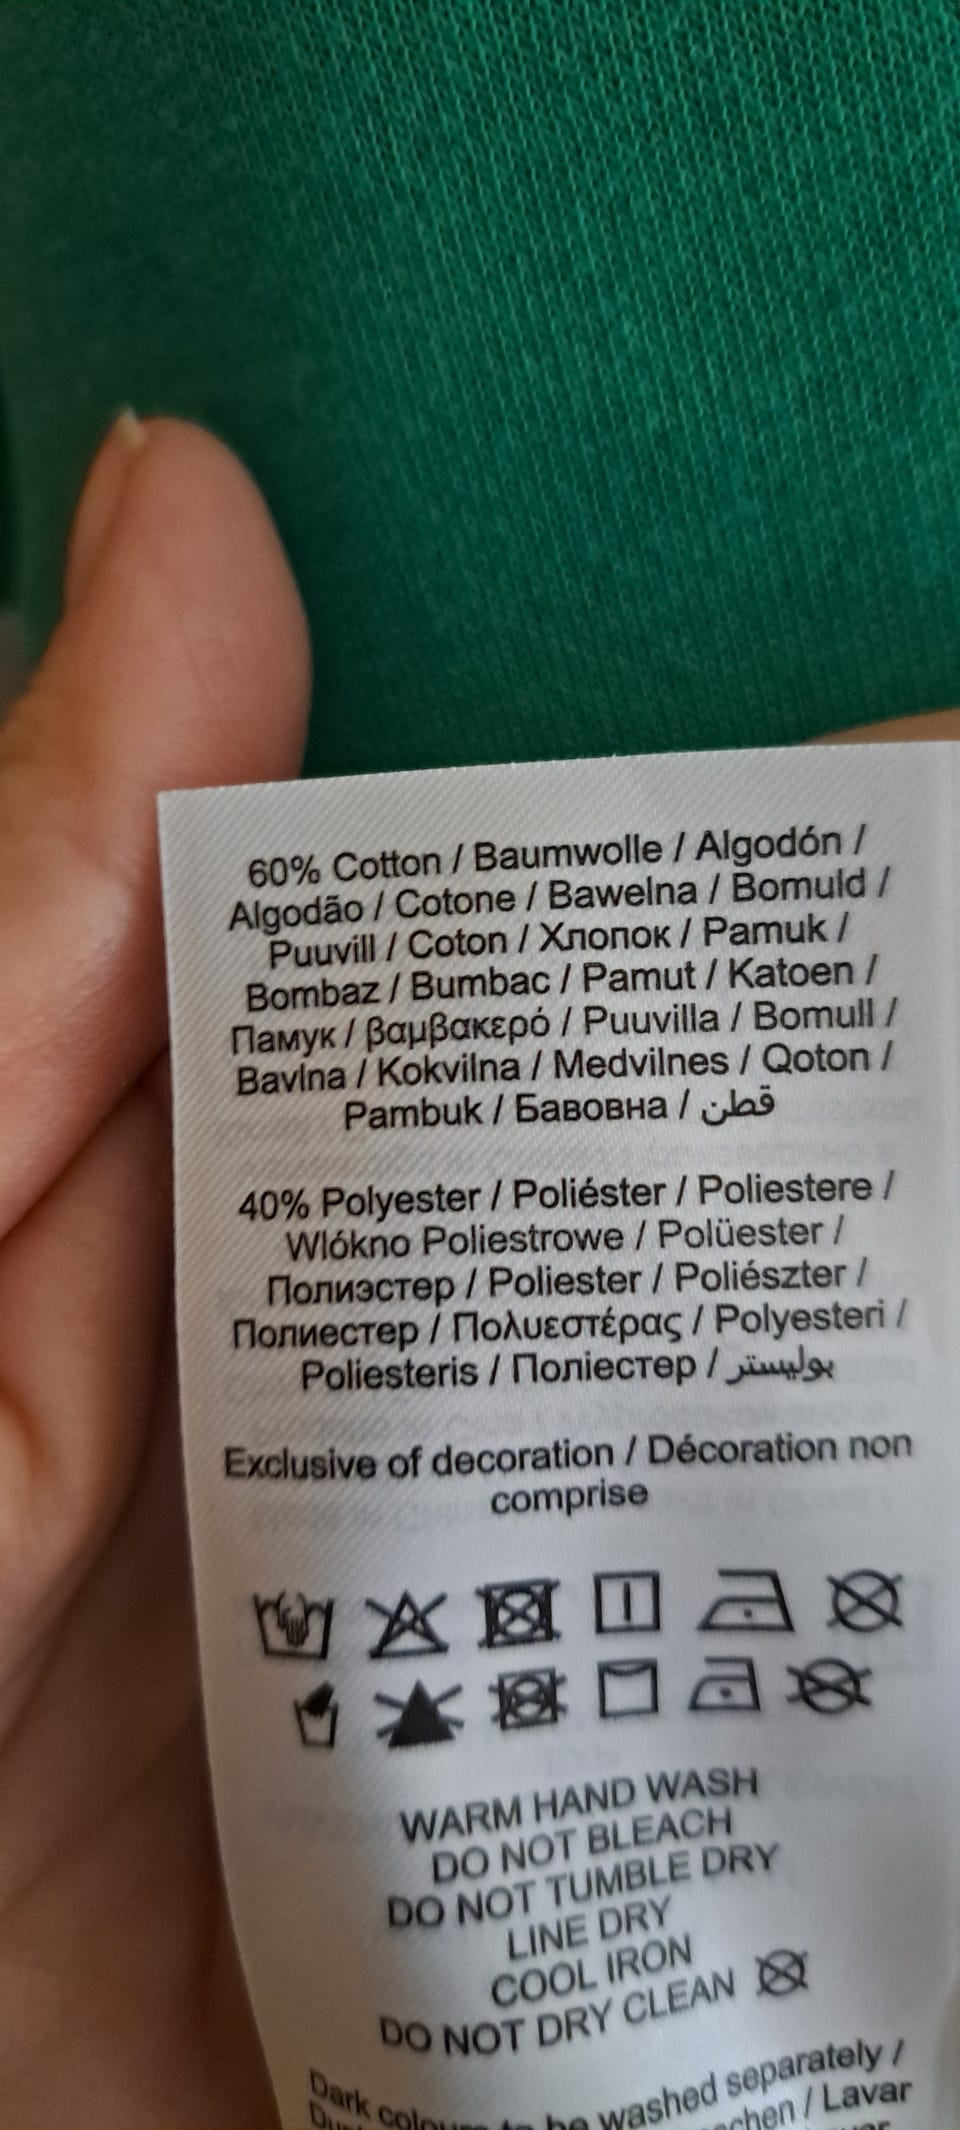 60% Cotton / Baumwolle / Algodón /
Algodão / Cotone / Bawelna / Bomuld /
Puuvill / Coton / Хлопок / Pamuk /
Bombaz / Bumbac / Pamut / Katoen /
Памук / βαμβακερό / Puuvilla / Bomull /
Bavlna / Kokvilna / Medvilnes / Qoton /
Pambuk / Бавовна / قطن
40% Polyester / Poliéster / Poliestere /
Wlókno Poliestrowe / Polüester /
Полиэстер / Poliester / Poliészter /
Полиестер / Πολυεστέρας / Polyesteri /
Poliesteris / Поліестер / بوليستر
Exclusive of decoration / Décoration non
comprise
WARM HAND WASH
DO NOT BLEACH
DO NOT TUMBLE DRY
LINE DRY
COOL IRON
DO NOT DRY CLEAN
Dark colours to be washed separately /
/ Lavar